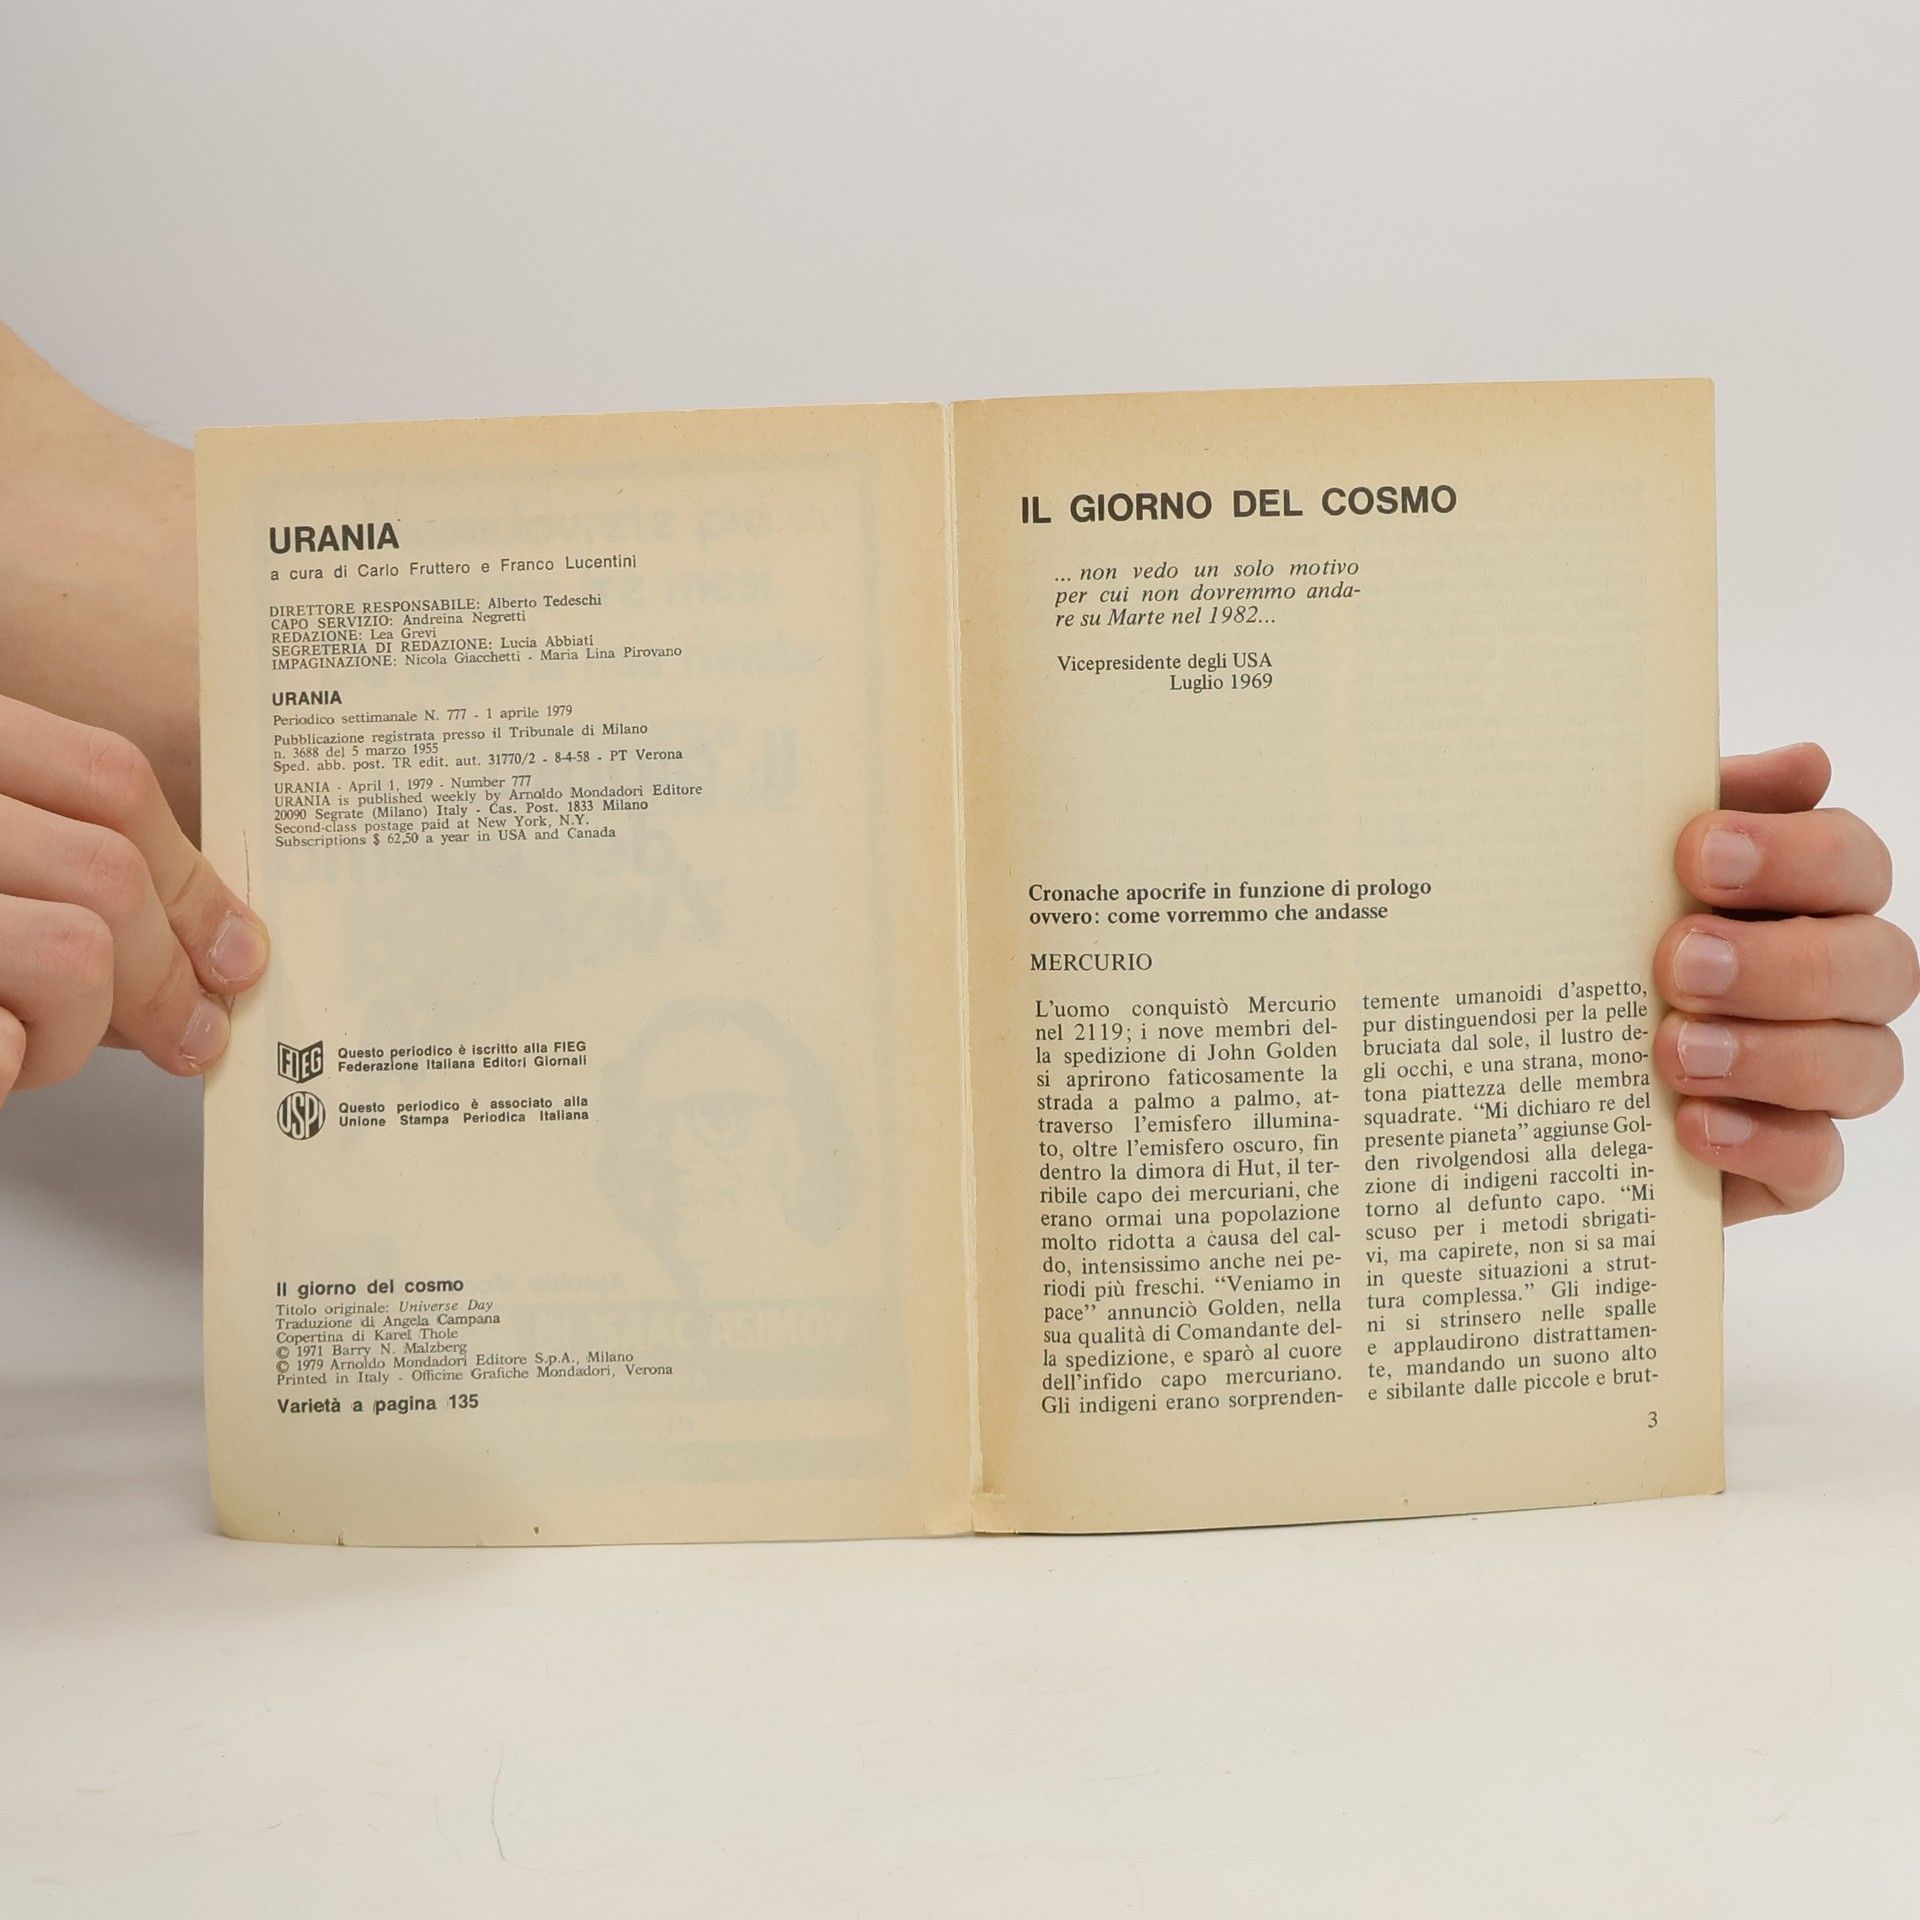 URANIA
a cura di Carlo Fruttero e Franco Lucentini
DIRETTORE RESPONSABILE: Alberto Tedeschi
CAPO SERVIZIO: Andreina Negretti
REDAZIONE: Lea Grevi
SEGRETERIA DI REDAZIONE: Lucia Abbiati
IMPAGINAZIONE: Nicola Giacchetti - Maria Lina Pirovano
URANIA
Periodico settimanale N. 777 - 1 aprile 1979
Pubblicazione registrata presso il Tribunale di Milano
n. 3688 del 5 marzo 1955
Sped. abb. post. TR edit. aut. 31770/2 - 8-4-58 - PT Verona
URANIA - April 1, 1979 - Number 777
URANIA is published weekly by Arnoldo Mondadori Editore
20090 Segrate (Milano) Italy - Cas. Post. 1833 Milano
Second-class postage paid at New York, N.Y.
Subscriptions $ 62,50 a year in USA and Canada
FIEG
Questo periodico è iscritto alla FIEG
Federazione Italiana Editori Giornali
USPI
Questo periodico è associato alla
Unione Stampa Periodica Italiana
Il giorno del cosmo
Titolo originale: Universe Day
Traduzione di Angela Campana
Copertina di Karel Thole
© 1971 Barry N. Malzberg
© 1979 Arnoldo Mondadori Editore S.p.A., Milano
Printed in Italy - Officine Grafiche Mondadori, Verona
Varietà a pagina 135
IL GIORNO DEL COSMO
... non vedo un solo motivo
per cui non dovremmo anda-
re su Marte nel 1982...
Vicepresidente degli USA
Luglio 1969
Cronache apocrife in funzione di prologo
ovvero: come vorremmo che andasse
MERCURIO
L'uomo conquistò Mercurio
nel 2119; i nove membri del-
la spedizione di John Golden
si aprirono faticosamente la
strada a palmo a palmo, at-
traverso l'emisfero illumina-
to, oltre l'emisfero oscuro, fin
dentro la dimora di Hut, il ter-
ribile capo dei mercuriani, che
erano ormai una popolazione
molto ridotta a causa del cal-
do, intensissimo anche nei pe-
riodi più freschi. “Veniamo in
pace” annunciò Golden, nella
sua qualità di Comandante del-
la spedizione, e sparò al cuore
dell'infido capo mercuriano.
Gli indigeni erano sorprenden-
temente umanoidi d'aspetto,
pur distinguendosi per la pelle
bruciata dal sole, il lustro de-
gli occhi, e una strana, mono-
tona piattezza delle membra
squadrate. “Mi dichiaro re del
presente pianeta” aggiunse Gol-
den rivolgendosi alla delega-
zione di indigeni raccolti in-
torno al defunto capo. “Mi
scuso per i metodi sbrigati-
vi, ma capirete, non si sa mai
in queste situazioni a strut-
tura complessa.” Gli indige-
ni si strinsero nelle spalle
e applaudirono distrattamen-
te, mandando un suono alto
e sibilante dalle piccole e brut-
3